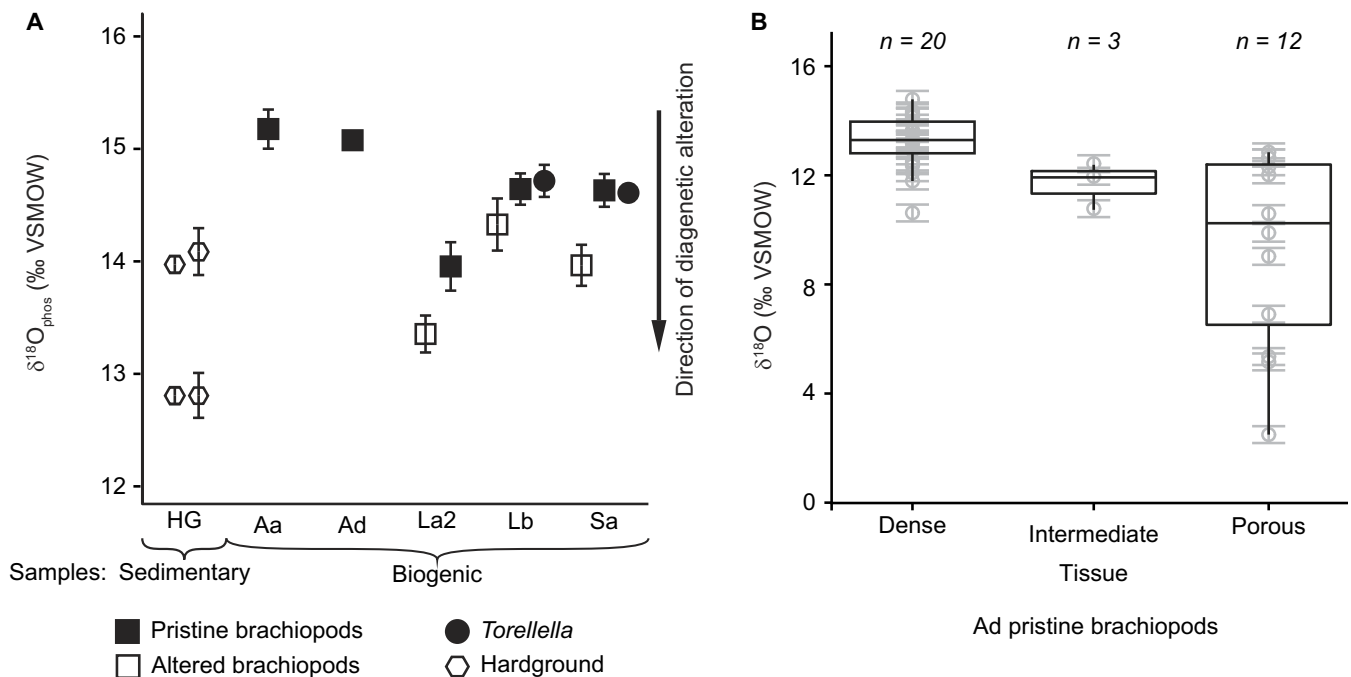 A
16
15
14
13
12
δ¹⁸Ophos (‰ VSMOW)
HG Aa Ad La2 Lb Sa
Samples: Sedimentary Biogenic
Direction of diagenetic alteration
Pristine brachiopods Torellella
Altered brachiopods Hardground
B
n = 20 n = 3 n = 12
16
12
8
4
0
δ¹⁸O (‰ VSMOW)
Dense Intermediate Porous
Tissue
Ad pristine brachiopods